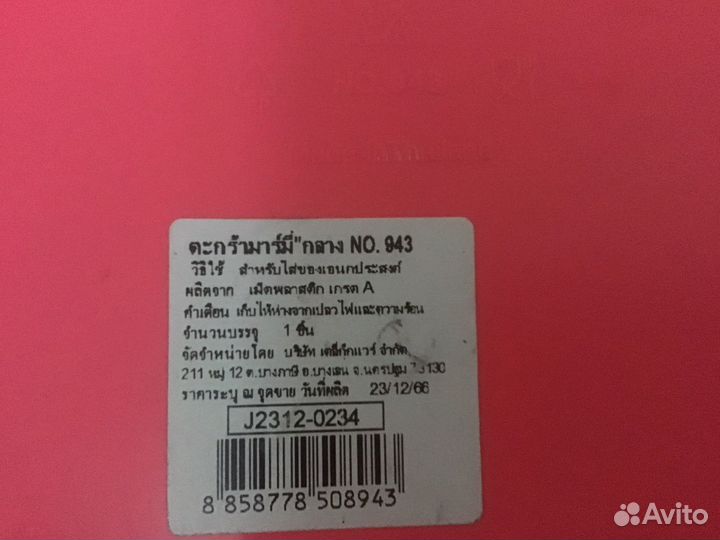 ตะกร้ามาร์มี่"กลาง NO. 943
วิธีใช้ สำหรับใส่ของเอนกประสงค์
ผลิตจาก เม็ดพลาสติก เกรด A
คำเตือน เก็บให้ห่างจากเปลวไฟและความร้อน
จำนวนบรรจุ 1 ชิ้น
จัดจำหน่ายโดย บริษัท จำกัด
211 หมู่ 12 ต.บางภาษี อ.บางเลน จ.นครปฐม 73130
ราคาระบุ ณ จุดขาย วันที่ผลิต 23/12/66
J2312-0234
8 858778 508943
Avito